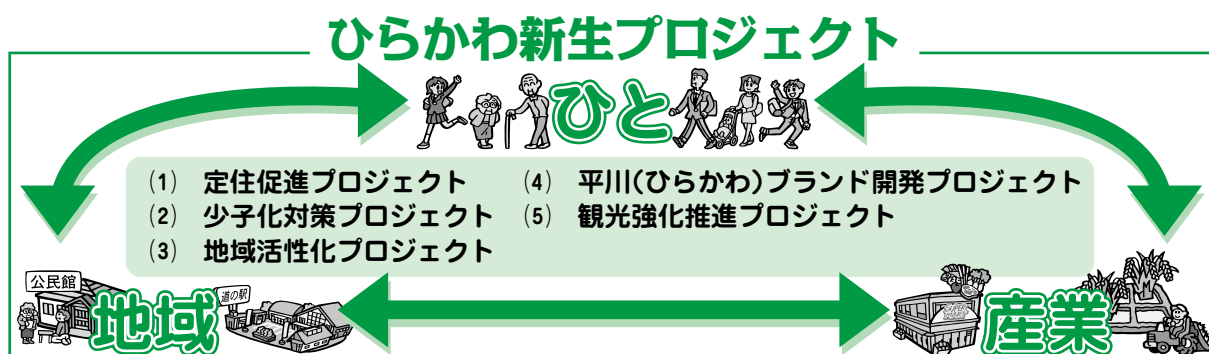 ひらかわ新生プロジェクト
ひと
(1) 定住促進プロジェクト
(2) 少子化対策プロジェクト
(3) 地域活性化プロジェクト
(4) 平川(ひらかわ)ブランド開発プロジェクト
(5) 観光強化推進プロジェクト
公民館
地域
道の駅
産業